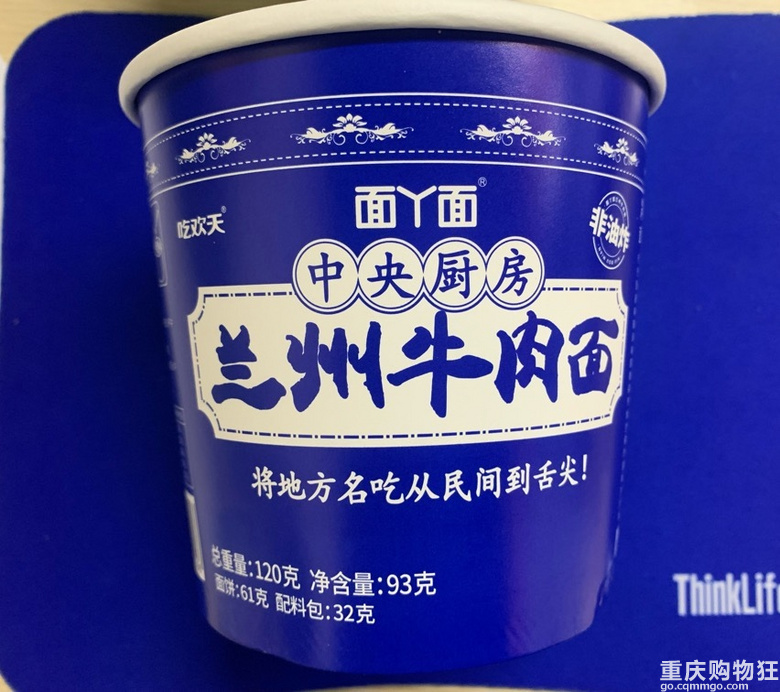 面丫面®
吃欢天®
非油炸
中央厨房
兰州牛肉面
将地方名吃从民间到舌尖!
总重量:120克 净含量:93克
面饼:61克 配料包:32克
ThinkLife
重庆购物狂
go.cqmmgo.com